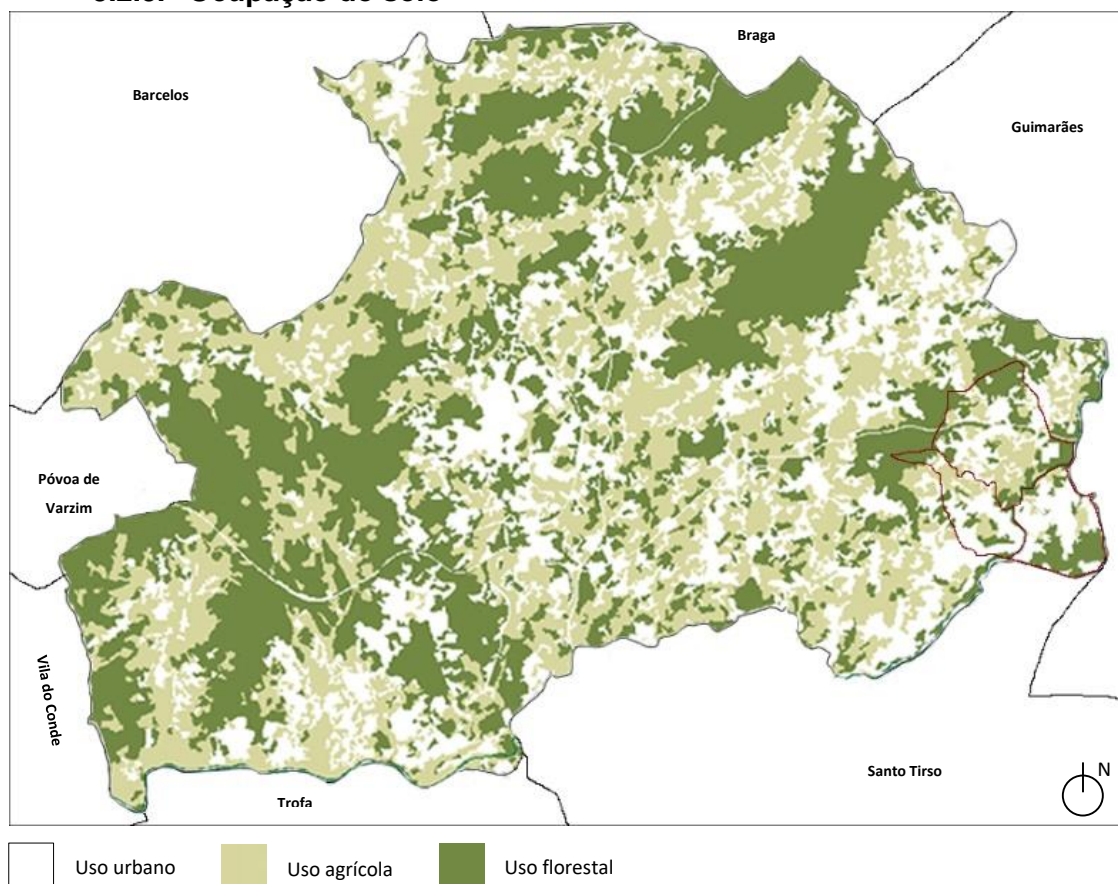 Braga
Barcelos
Guimarães
Póvoa de
Varzim
Vila do Conde
Santo Tirso
N
Trofa
Uso urbano
Uso agrícola
Uso florestal